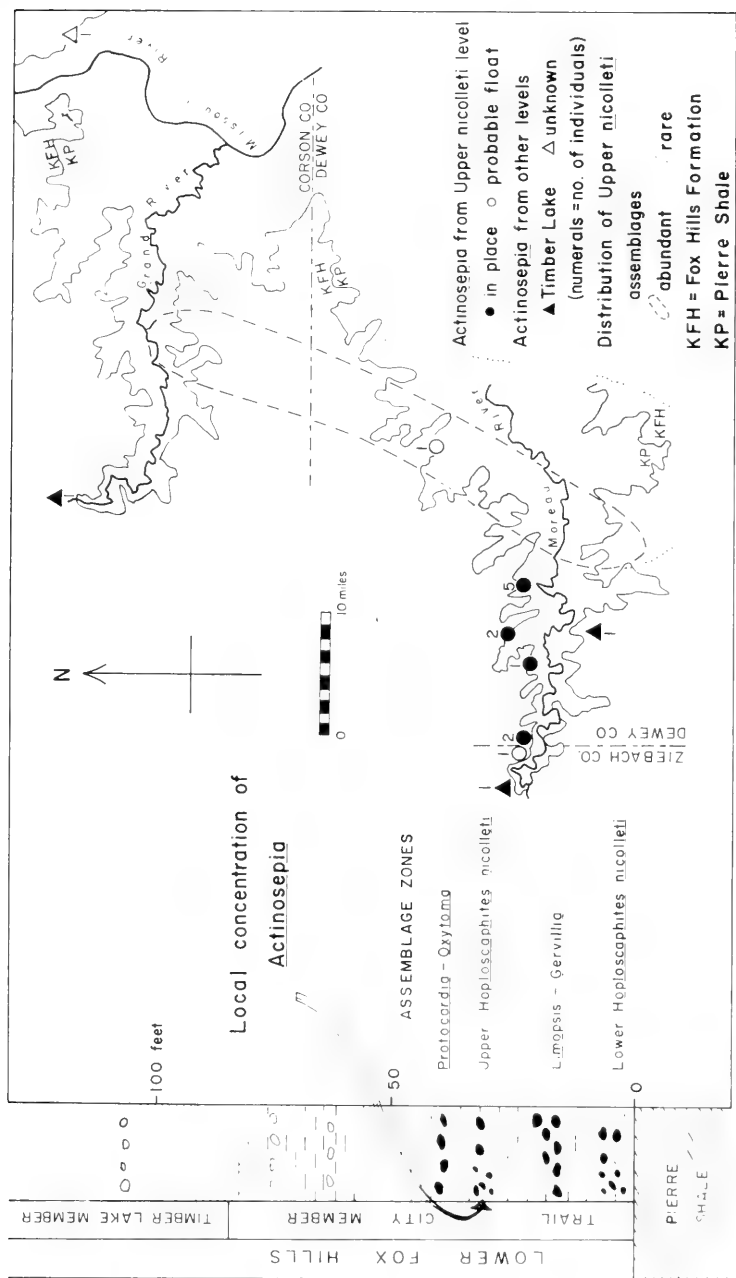 Local concentration of
Actinosepia
N
0 10 miles
100 feet
50
0
LOWER FOX HILLS
TIMBER LAKE MEMBER
TRAIL CITY MEMBER
PIERRE
SHALE
ASSEMBLAGE ZONES
Protocardia - Oxytoma
Upper Hoploscaphites nicolleti
Limopsis - Gervillia
Lower Hoploscaphites nicolleti
Grand River
Missouri River
Moreau River
CORSON CO
DEWEY CO
ZIEBACH CO.
DEWEY CO
KFH
KP
KFH
KP
KP
KFH
1
1
1
1
1
2
1
2
5
1
Actinosepia from Upper nicolleti level
● in place ○ probable float
Actinosepia from other levels
▲ Timber Lake △ unknown
(numerals = no. of individuals)
Distribution of Upper nicolleti
assemblages
abundant rare
KFH = Fox Hills Formation
KP = Pierre Shale